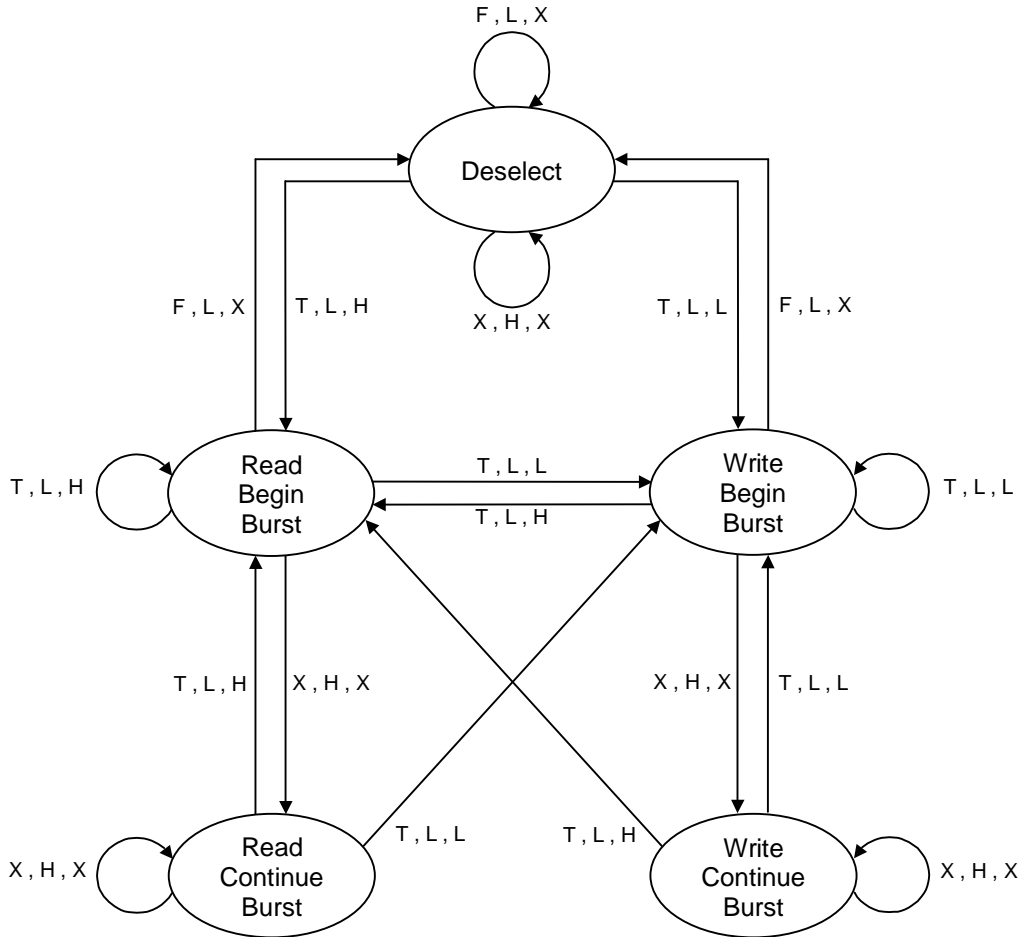 F , L , X
Deselect
X , H , X
F , L , X
T , L , H
T , L , L
F , L , X
T , L , H
Read
Begin
Burst
T , L , L
T , L , H
Write
Begin
Burst
T , L , L
T , L , H
X , H , X
X , H , X
T , L , L
X , H , X
Read
Continue
Burst
T , L , L
T , L , H
Write
Continue
Burst
X , H , X